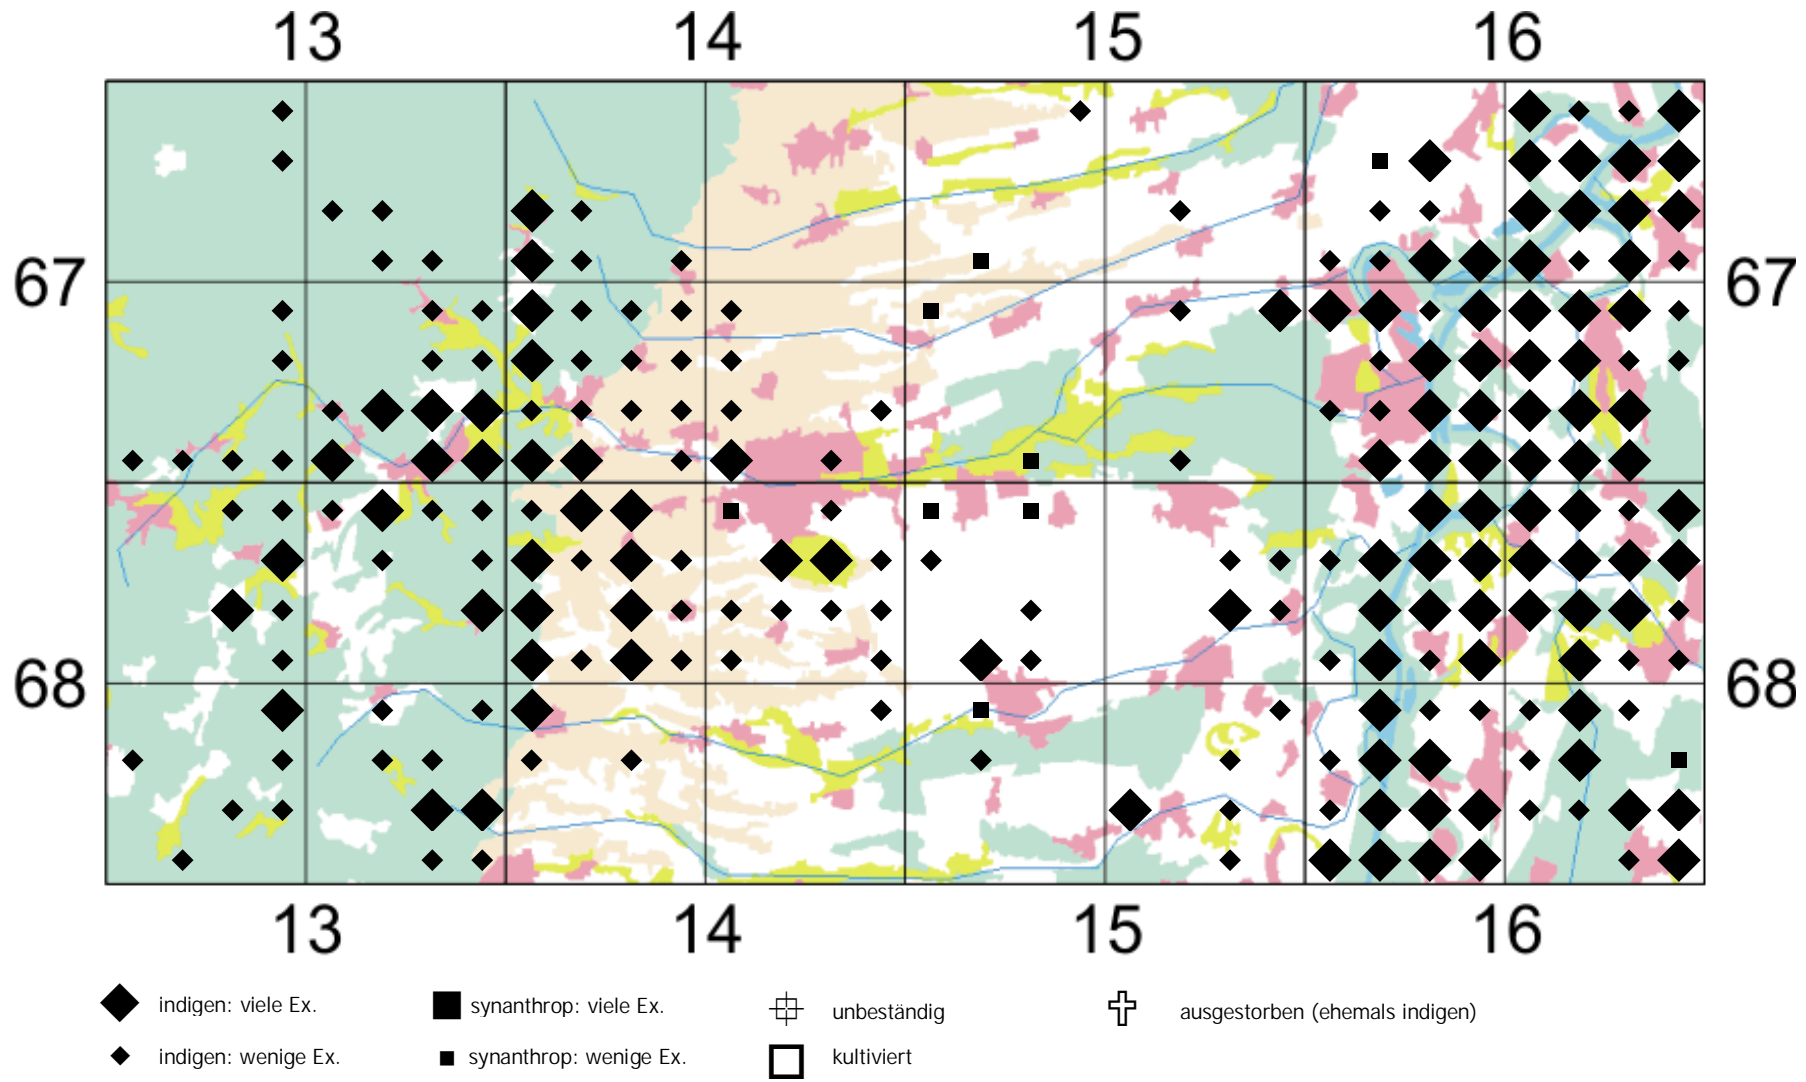 13 14 15 16
67 67
68 68
13 14 15 16
indigen: viele Ex. synanthrop: viele Ex. unbeständig ausgestorben (ehemals indigen)
indigen: wenige Ex. synanthrop: wenige Ex. kultiviert